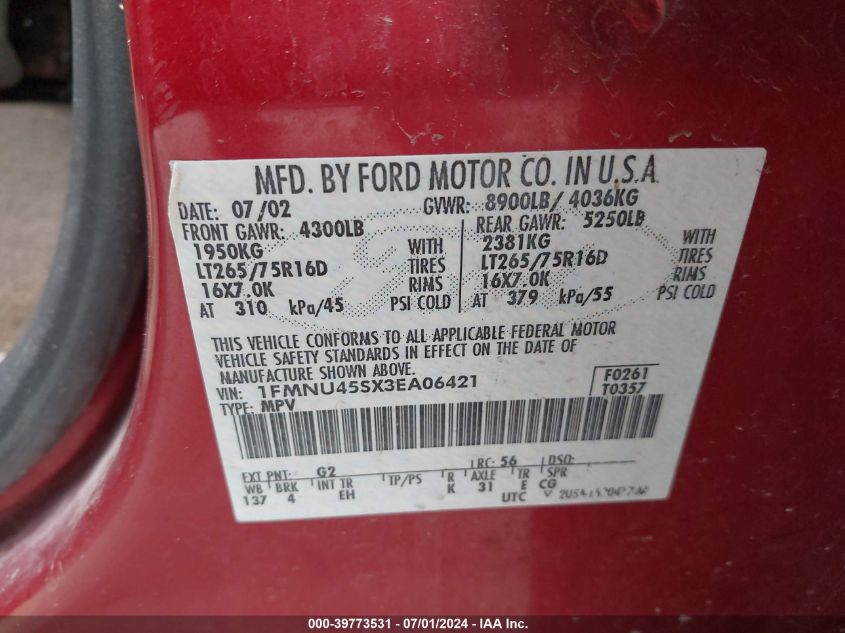 MFD. BY FORD MOTOR CO. IN U.S.A
DATE: 07/02 GVWR: 8900LB/ 4036KG
FRONT GAWR: 4300LB REAR GAWR: 5250LB
1950KG WITH 2381KG WITH
LT265/75R16D TIRES LT265/75R16D TIRES
16X7.0K RIMS 16X7.0K RIMS
AT 310 kPa/45 PSI COLD AT 379 kPa/55 PSI COLD
THIS VEHICLE CONFORMS TO ALL APPLICABLE FEDERAL MOTOR
VEHICLE SAFETY STANDARDS IN EFFECT ON THE DATE OF
MANUFACTURE SHOWN ABOVE.
VIN: 1FMNU45SX3EA06421 F0261
TYPE: MPV T0357
EXT PNT: G2 RC: 56 DSO:
WB BRK INT TR TP/PS R AXLE TR SPR
137 4 EH K 31 E CG
UTC
000-39773531 - 07/01/2024 - IAA Inc.